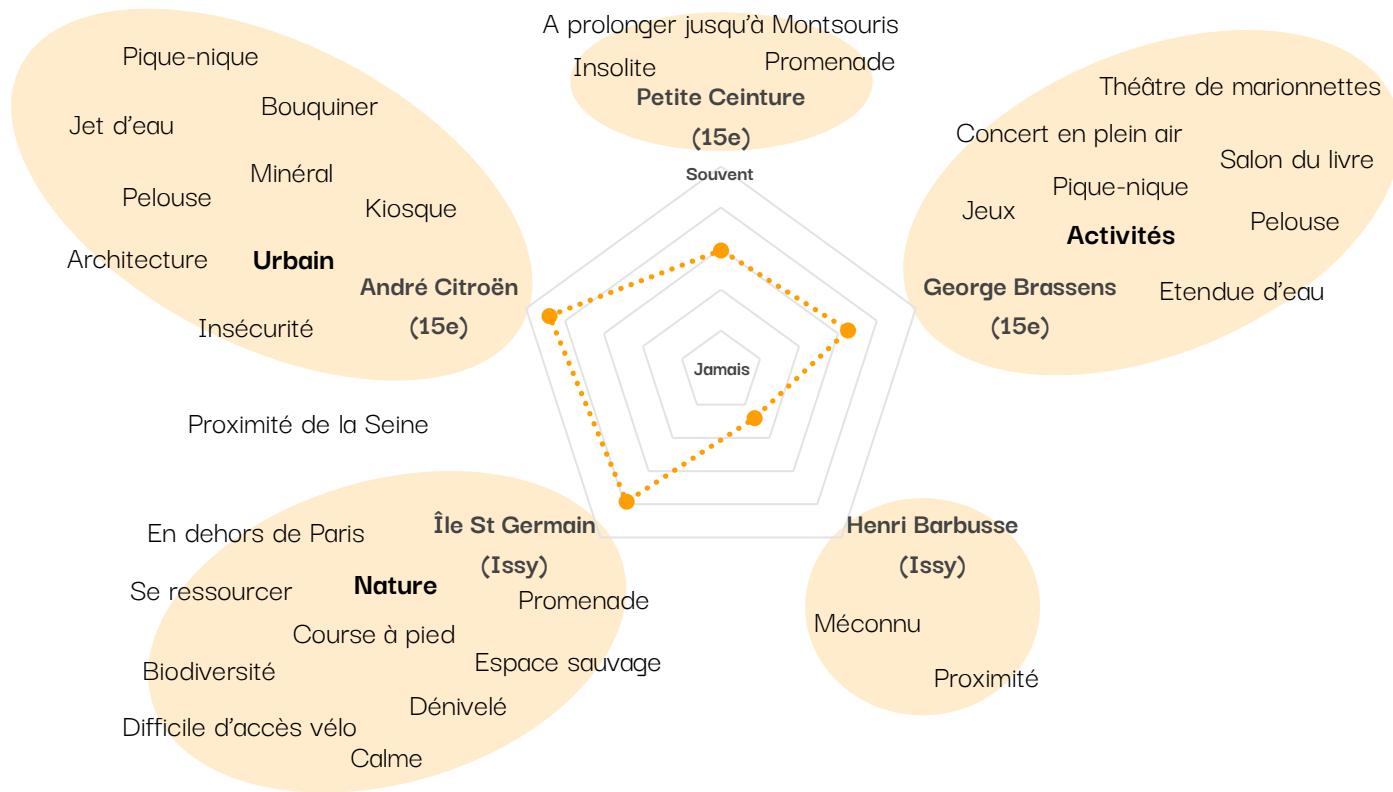 A prolonger jusqu'à Montsouris
Insolite
Promenade
Petite Ceinture
(15e)
Souvent
Pique-nique
Bouquiner
Jet d'eau
Minéral
Pelouse
Kiosque
Architecture
Urbain
André Citroën
(15e)
Insécurité
Théâtre de marionnettes
Concert en plein air
Salon du livre
Pique-nique
Jeux
Pelouse
Activités
George Brassens
(15e)
Etendue d'eau
Jamais
Proximité de la Seine
En dehors de Paris
Île St Germain
(Issy)
Se ressourcer
Nature
Promenade
Course à pied
Biodiversité
Espace sauvage
Dénivelé
Difficile d'accès vélo
Calme
Henri Barbusse
(Issy)
Méconnu
Proximité